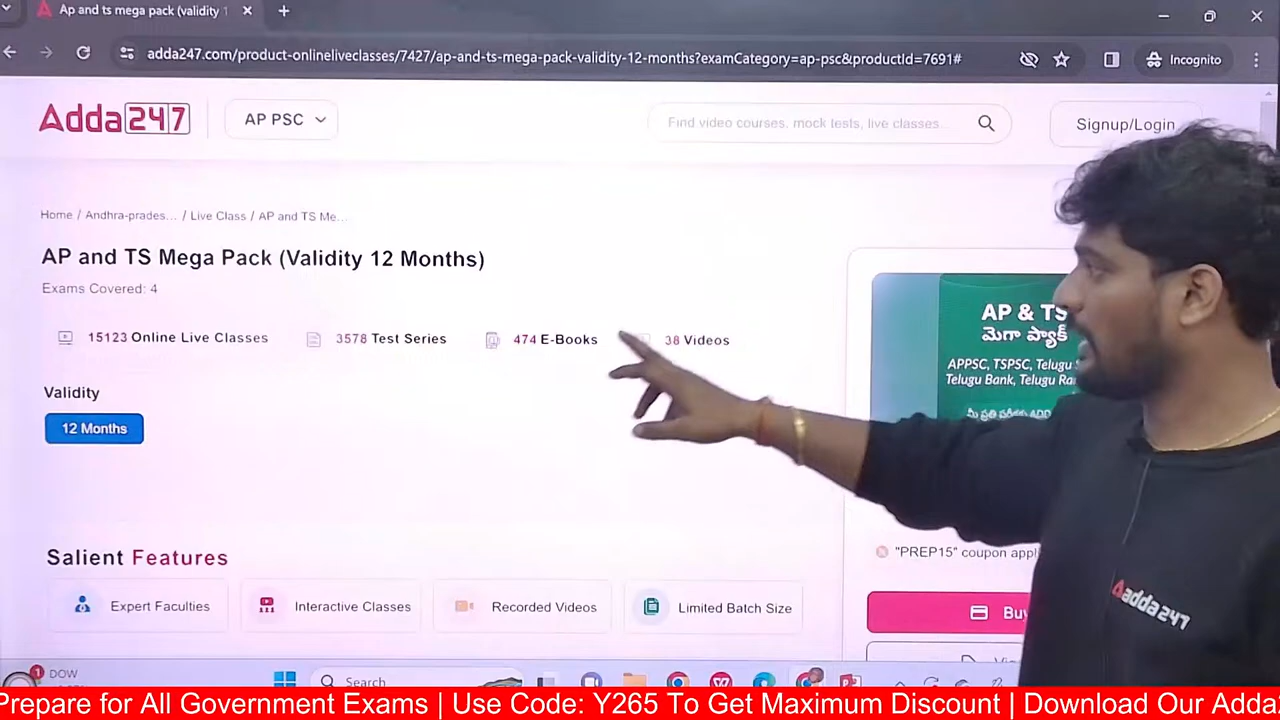 Ap and ts mega pack (validity 1
adda247.com/product-onlineliveclasses/7427/ap-and-ts-mega-pack-validity-12-months?examCategory=ap-psc&productId=7691#
Incognito
Adda247
AP PSC
Find video courses, mock tests, live classes...
Signup/Login
Home / Andhra-prades... / Live Class / AP and TS Me...
AP and TS Mega Pack (Validity 12 Months)
Exams Covered: 4
15123 Online Live Classes
3578 Test Series
474 E-Books
38 Videos
AP & TS
మెగా ప్యాక్
APPSC, TSPSC, Telugu
Telugu Bank, Telugu
Validity
12 Months
Salient Features
Expert Faculties
Interactive Classes
Recorded Videos
Limited Batch Size
"PREP15" coupon
Buy
adda247
1
DOW
Search
Prepare for All Government Exams | Use Code: Y265 To Get Maximum Discount | Download Our Adda